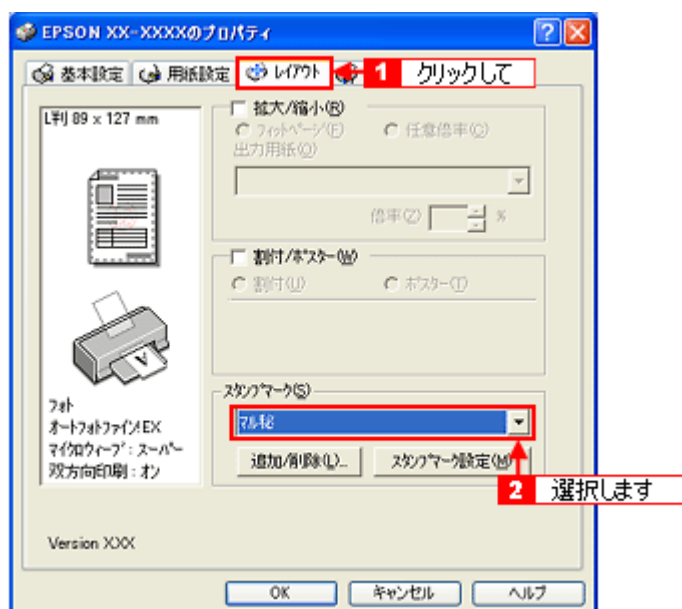 EPSON XX-XXXXのプロパティ
基本設定 用紙設定 レイアウト 1 クリックして
L判 89 x 127 mm
拡大/縮小(R)
フィットページ(F) 任意倍率(C)
出力用紙(O)
倍率(Z) %
割付/ポスター(W)
割付(U) ポスター(T)
スタンプマーク(S)
マル秘
追加/削除(L)... スタンプマーク設定(M)
2 選択します
フォト
オートフォトファイン!EX
マイクロウィーブ：スーパー
双方向印刷：オン
Version XXX
OK キャンセル ヘルプ